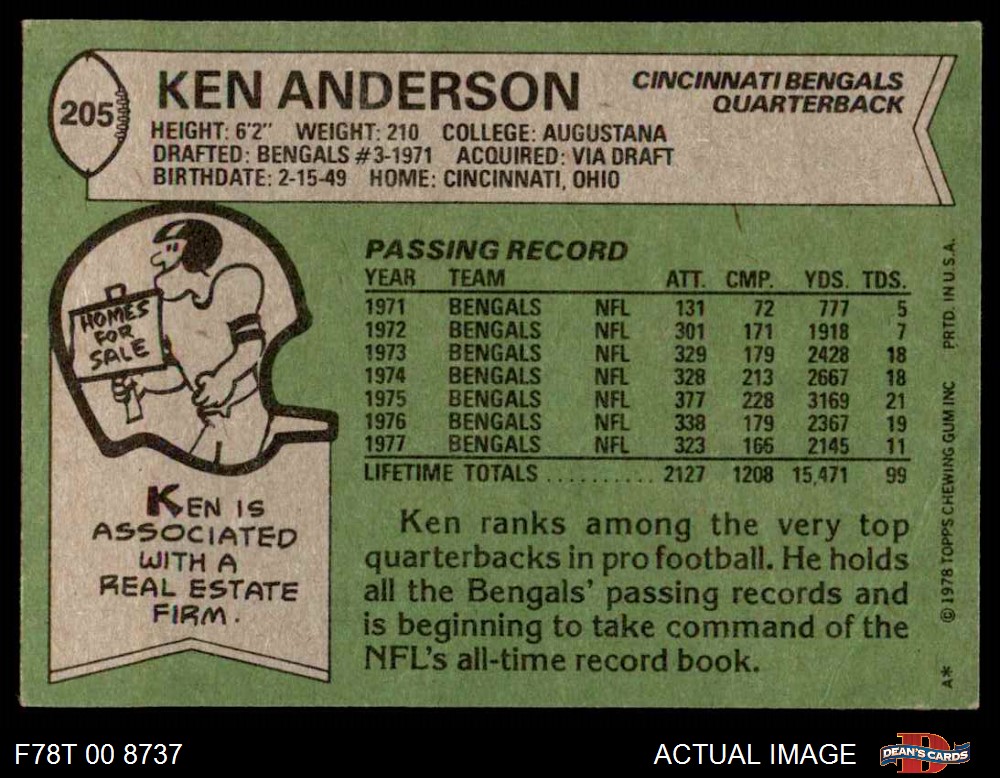 205
KEN ANDERSON
CINCINNATI BENGALS
QUARTERBACK
HEIGHT: 6'2" WEIGHT: 210 COLLEGE: AUGUSTANA
DRAFTED: BENGALS #3-1971 ACQUIRED: VIA DRAFT
BIRTHDATE: 2-15-49 HOME: CINCINNATI, OHIO
HOMES
FOR
SALE
KEN IS
ASSOCIATED
WITH A
REAL ESTATE
FIRM.
PASSING RECORD
YEAR TEAM ATT. CMP. YDS. TDS.
1971 BENGALS NFL 131 72 777 5
1972 BENGALS NFL 301 171 1918 7
1973 BENGALS NFL 329 179 2428 18
1974 BENGALS NFL 328 213 2667 18
1975 BENGALS NFL 377 228 3169 21
1976 BENGALS NFL 338 179 2367 19
1977 BENGALS NFL 323 166 2145 11
LIFETIME TOTALS .......... 2127 1208 15,471 99
Ken ranks among the very top
quarterbacks in pro football. He holds
all the Bengals' passing records and
is beginning to take command of the
NFL's all-time record book.
A* © 1978 TOPPS CHEWING GUM INC PRTD. IN U.S.A.
F78T 00 8737
ACTUAL IMAGE
DEAN'S CARDS